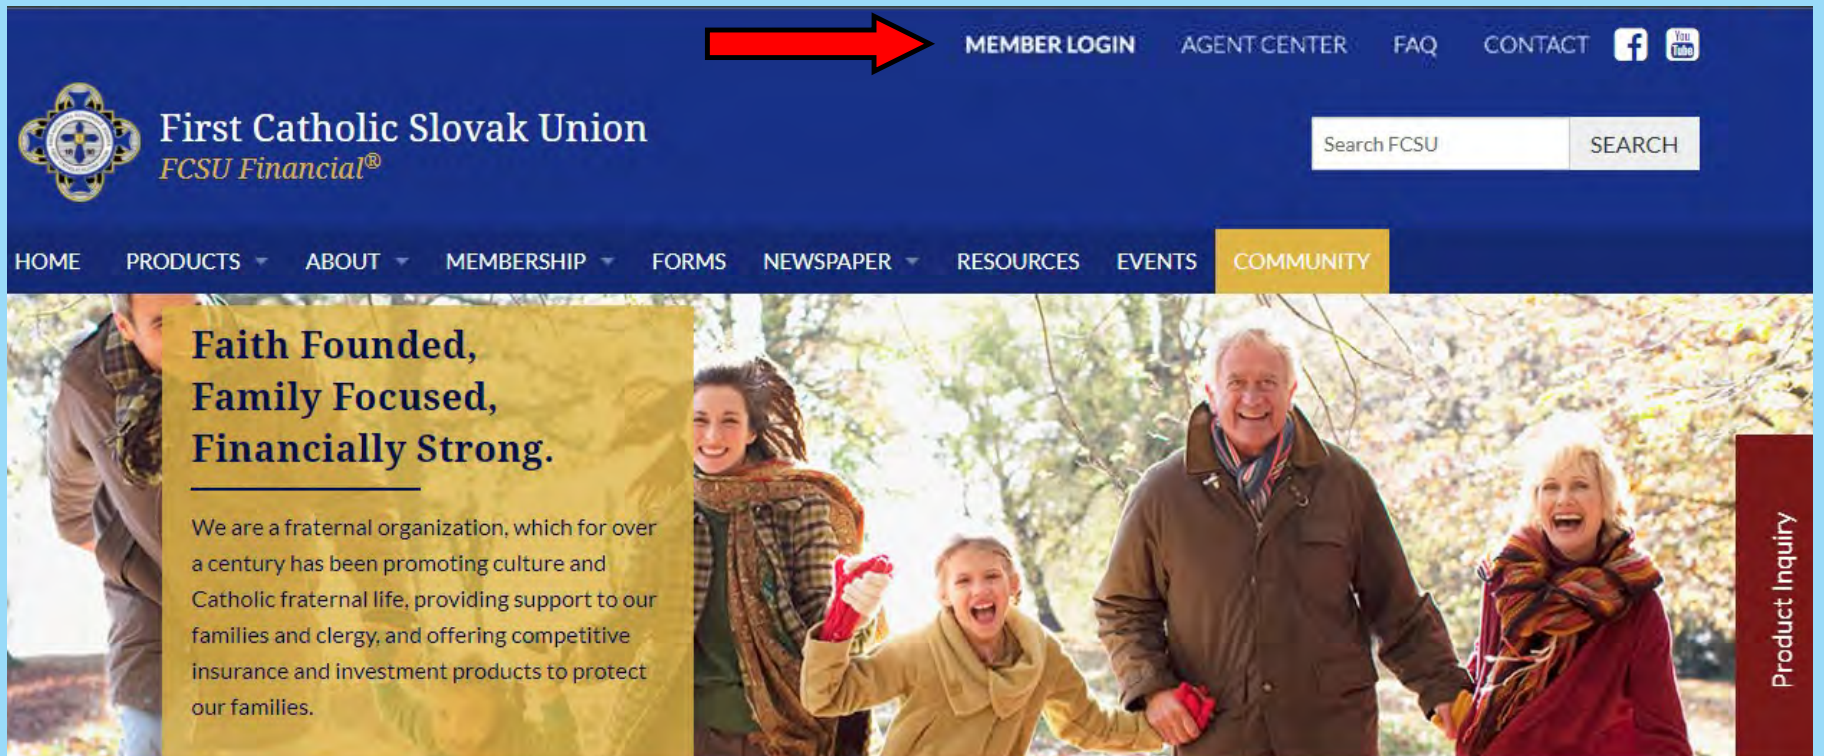 MEMBER LOGIN AGENT CENTER FAQ CONTACT You Tube
First Catholic Slovak Union
FCSU Financial®
Search FCSU SEARCH
HOME PRODUCTS ABOUT MEMBERSHIP FORMS NEWSPAPER RESOURCES EVENTS COMMUNITY
Faith Founded,
Family Focused,
Financially Strong.
We are a fraternal organization, which for over
a century has been promoting culture and
Catholic fraternal life, providing support to our
families and clergy, and offering competitive
insurance and investment products to protect
our families.
Product Inquiry